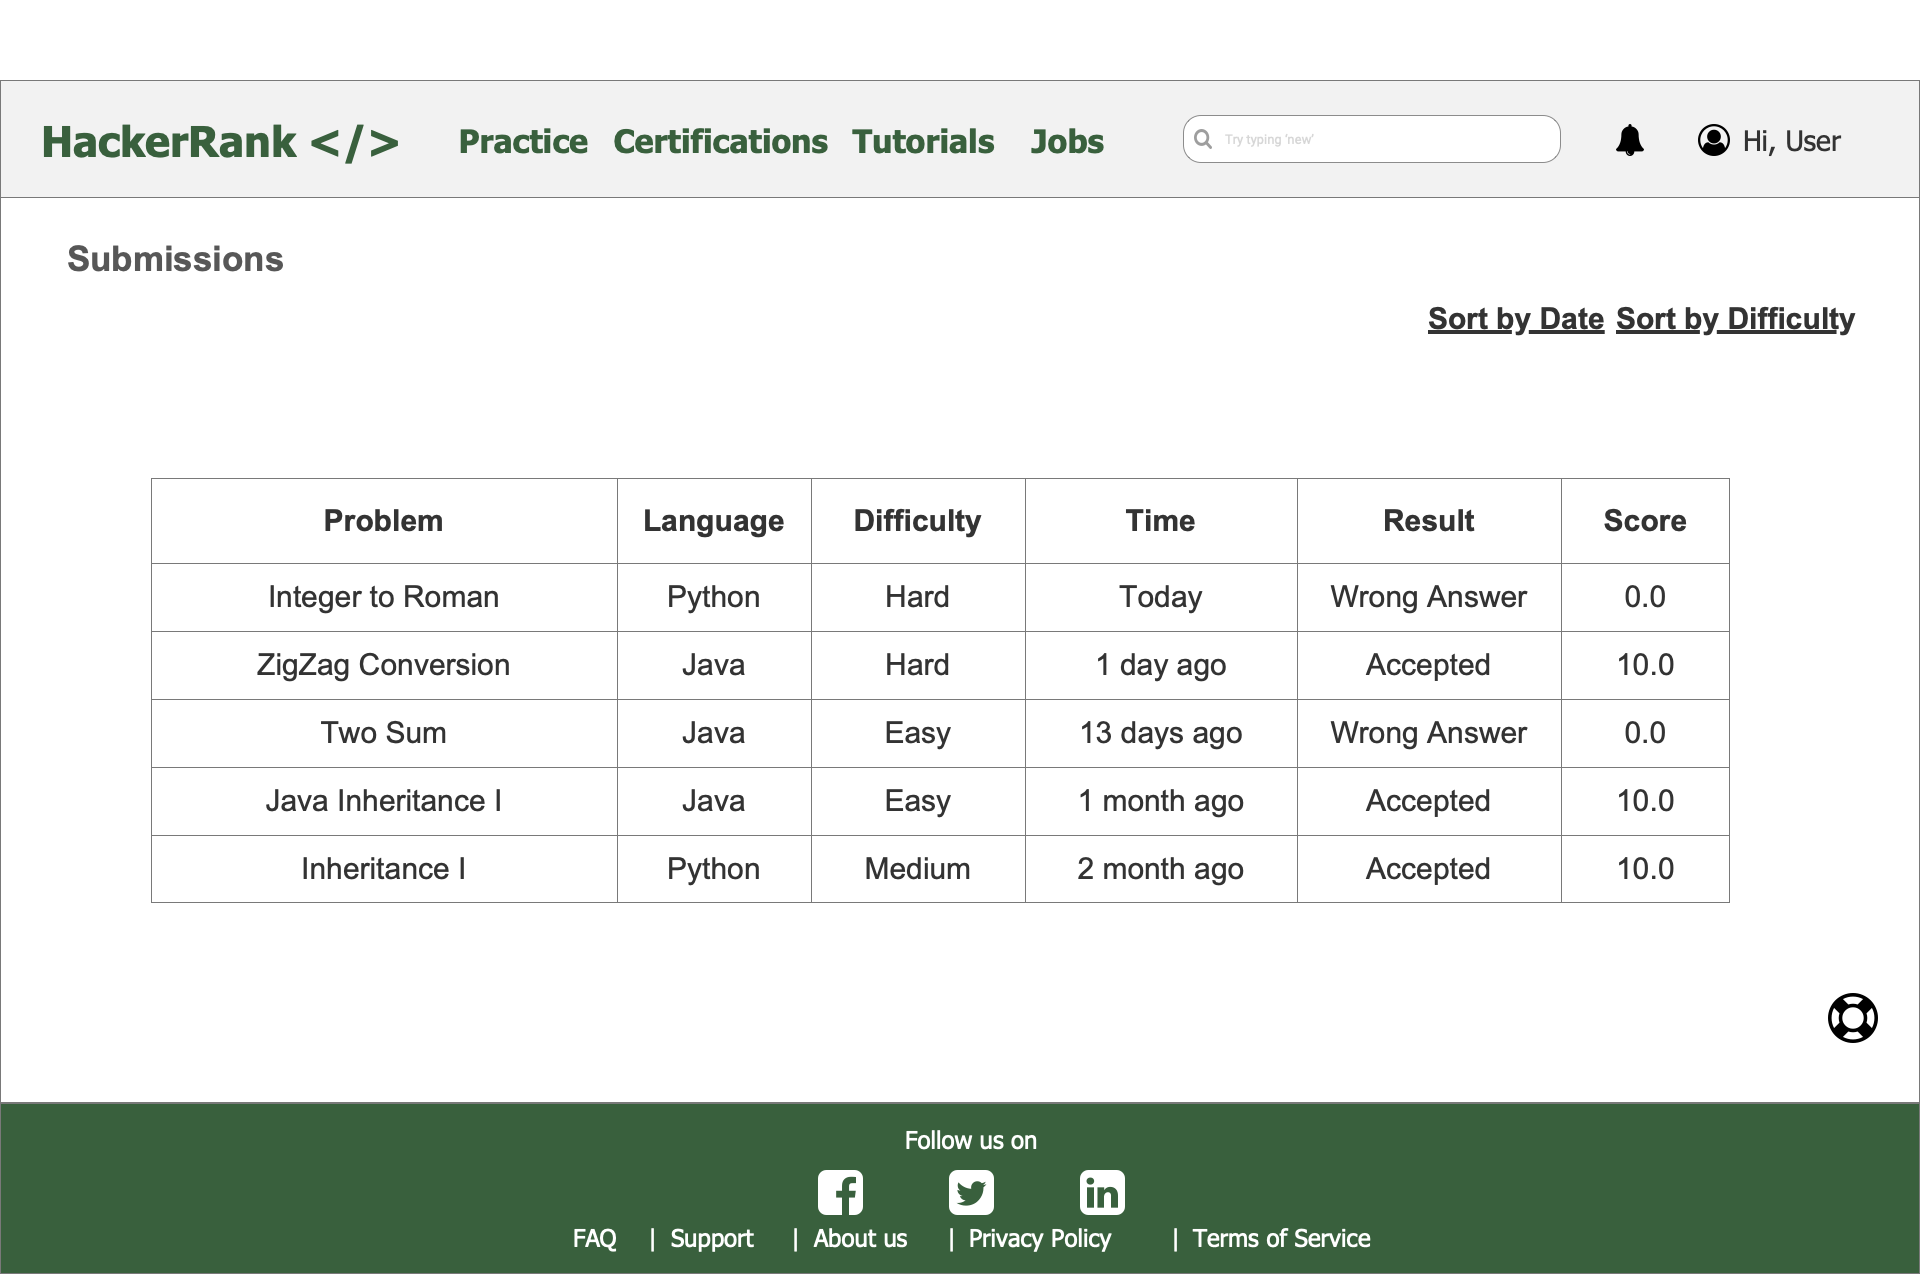 HackerRank </> Practice Certifications Tutorials Jobs Try typing 'new' Hi, User
Submissions
Sort by Date Sort by Difficulty
Problem Language Difficulty Time Result Score
Integer to Roman Python Hard Today Wrong Answer 0.0
ZigZag Conversion Java Hard 1 day ago Accepted 10.0
Two Sum Java Easy 13 days ago Wrong Answer 0.0
Java Inheritance I Java Easy 1 month ago Accepted 10.0
Inheritance I Python Medium 2 month ago Accepted 10.0
Follow us on
FAQ | Support | About us | Privacy Policy | Terms of Service